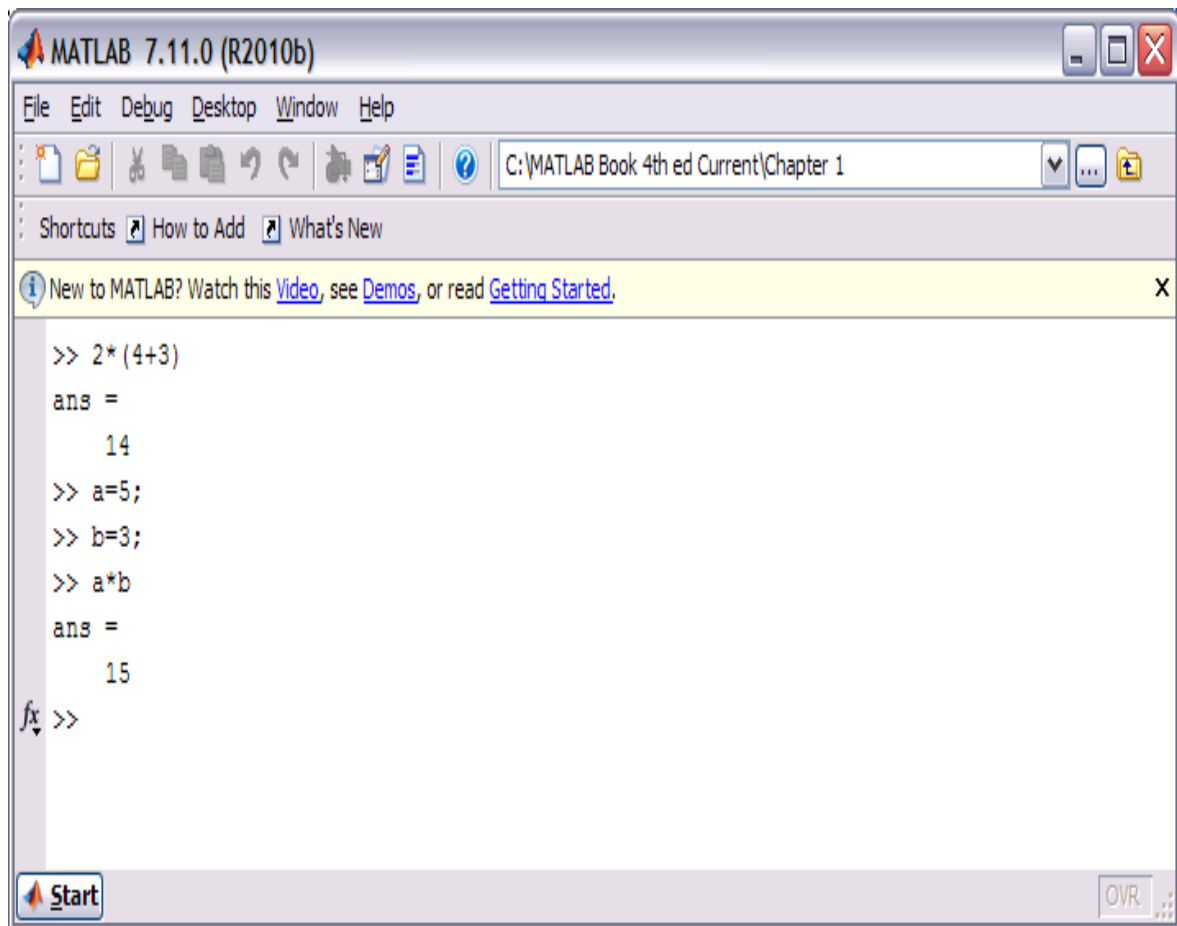 MATLAB 7.11.0 (R2010b)
File Edit Debug Desktop Window Help
C:\MATLAB Book 4th ed Current\Chapter 1
Shortcuts How to Add What's New
New to MATLAB? Watch this Video, see Demos, or read Getting Started.
>> 2*(4+3)
ans =
14
>> a=5;
>> b=3;
>> a*b
ans =
15
fx >>
Start
OVR